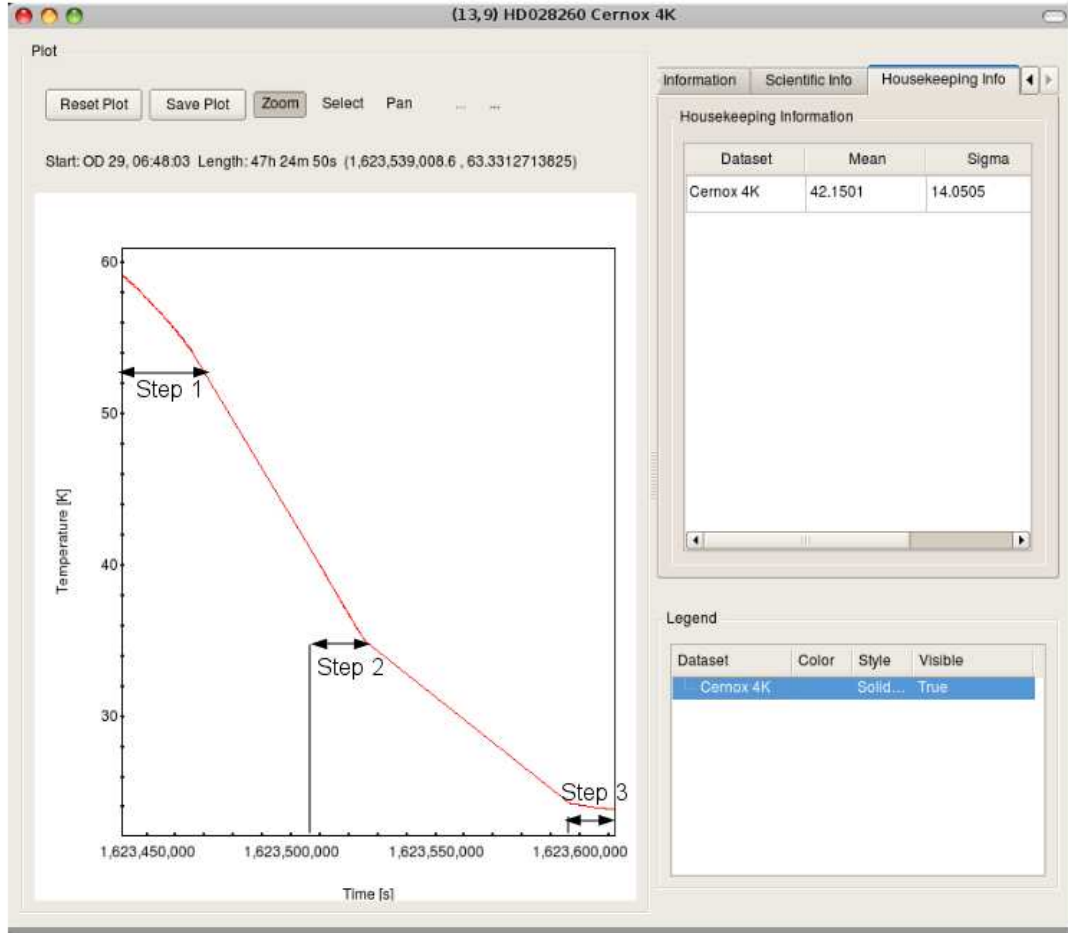 (13,9) HD028260 Cernox 4K
Plot
Reset Plot Save Plot Zoom Select Pan ... ...
Start: OD 29, 06:48:03 Length: 47h 24m 50s (1,623,539,008.6 , 63.3312713825)
60
50
40
30
Temperature [K]
Step 1
Step 2
Step 3
1,623,450,000 1,623,500,000 1,623,550,000 1,623,600,000
Time [s]
Information Scientific Info Housekeeping Info
Housekeeping Information
Dataset Mean Sigma
Cernox 4K 42.1501 14.0505
Legend
Dataset Color Style Visible
Cernox 4K Solid... True